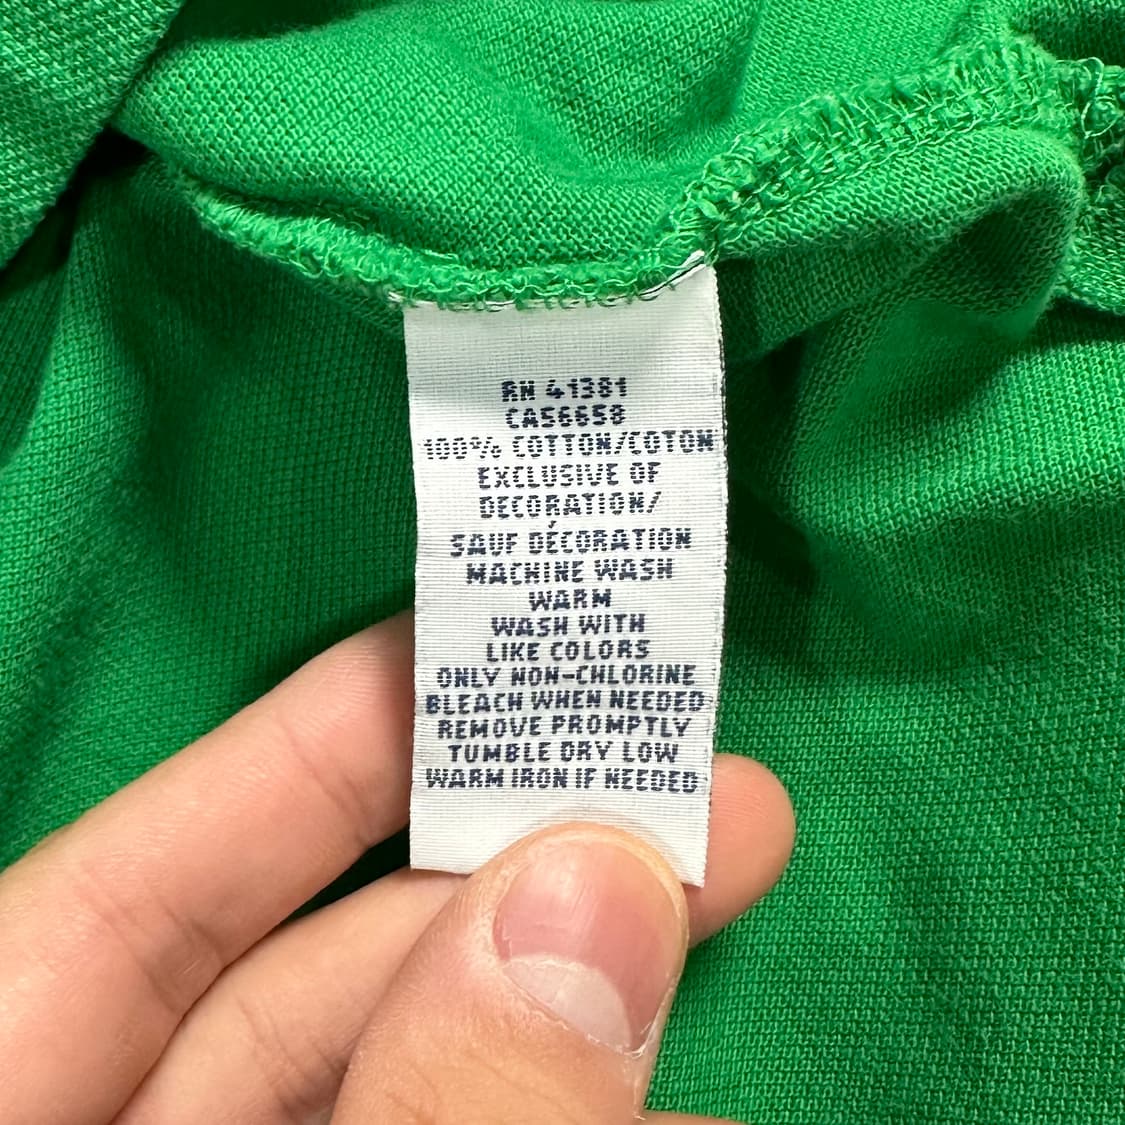 RN 41381
CA56658
100% COTTON/COTON
EXCLUSIVE OF
DECORATION/
SAUF DÉCORATION
MACHINE WASH
WARM
WASH WITH
LIKE COLORS
ONLY NON-CHLORINE
BLEACH WHEN NEEDED
REMOVE PROMPTLY
TUMBLE DRY LOW
WARM IRON IF NEEDED